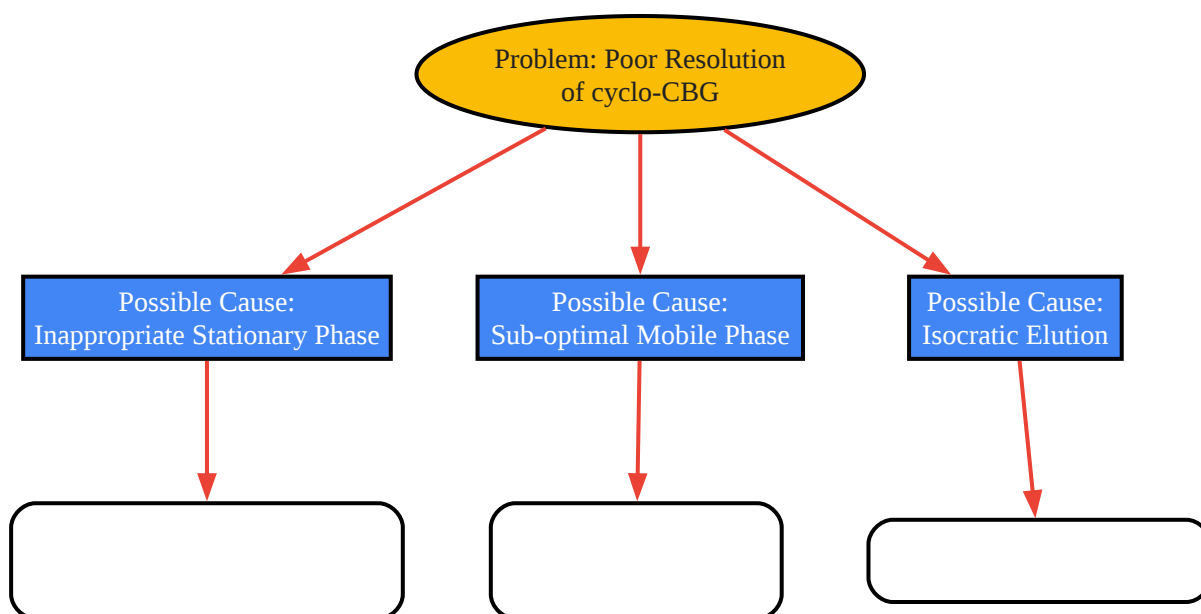 Problem: Poor Resolution
of cyclo-CBG
Possible Cause:
Inappropriate Stationary Phase
Possible Cause:
Sub-optimal Mobile Phase
Possible Cause:
Isocratic Elution